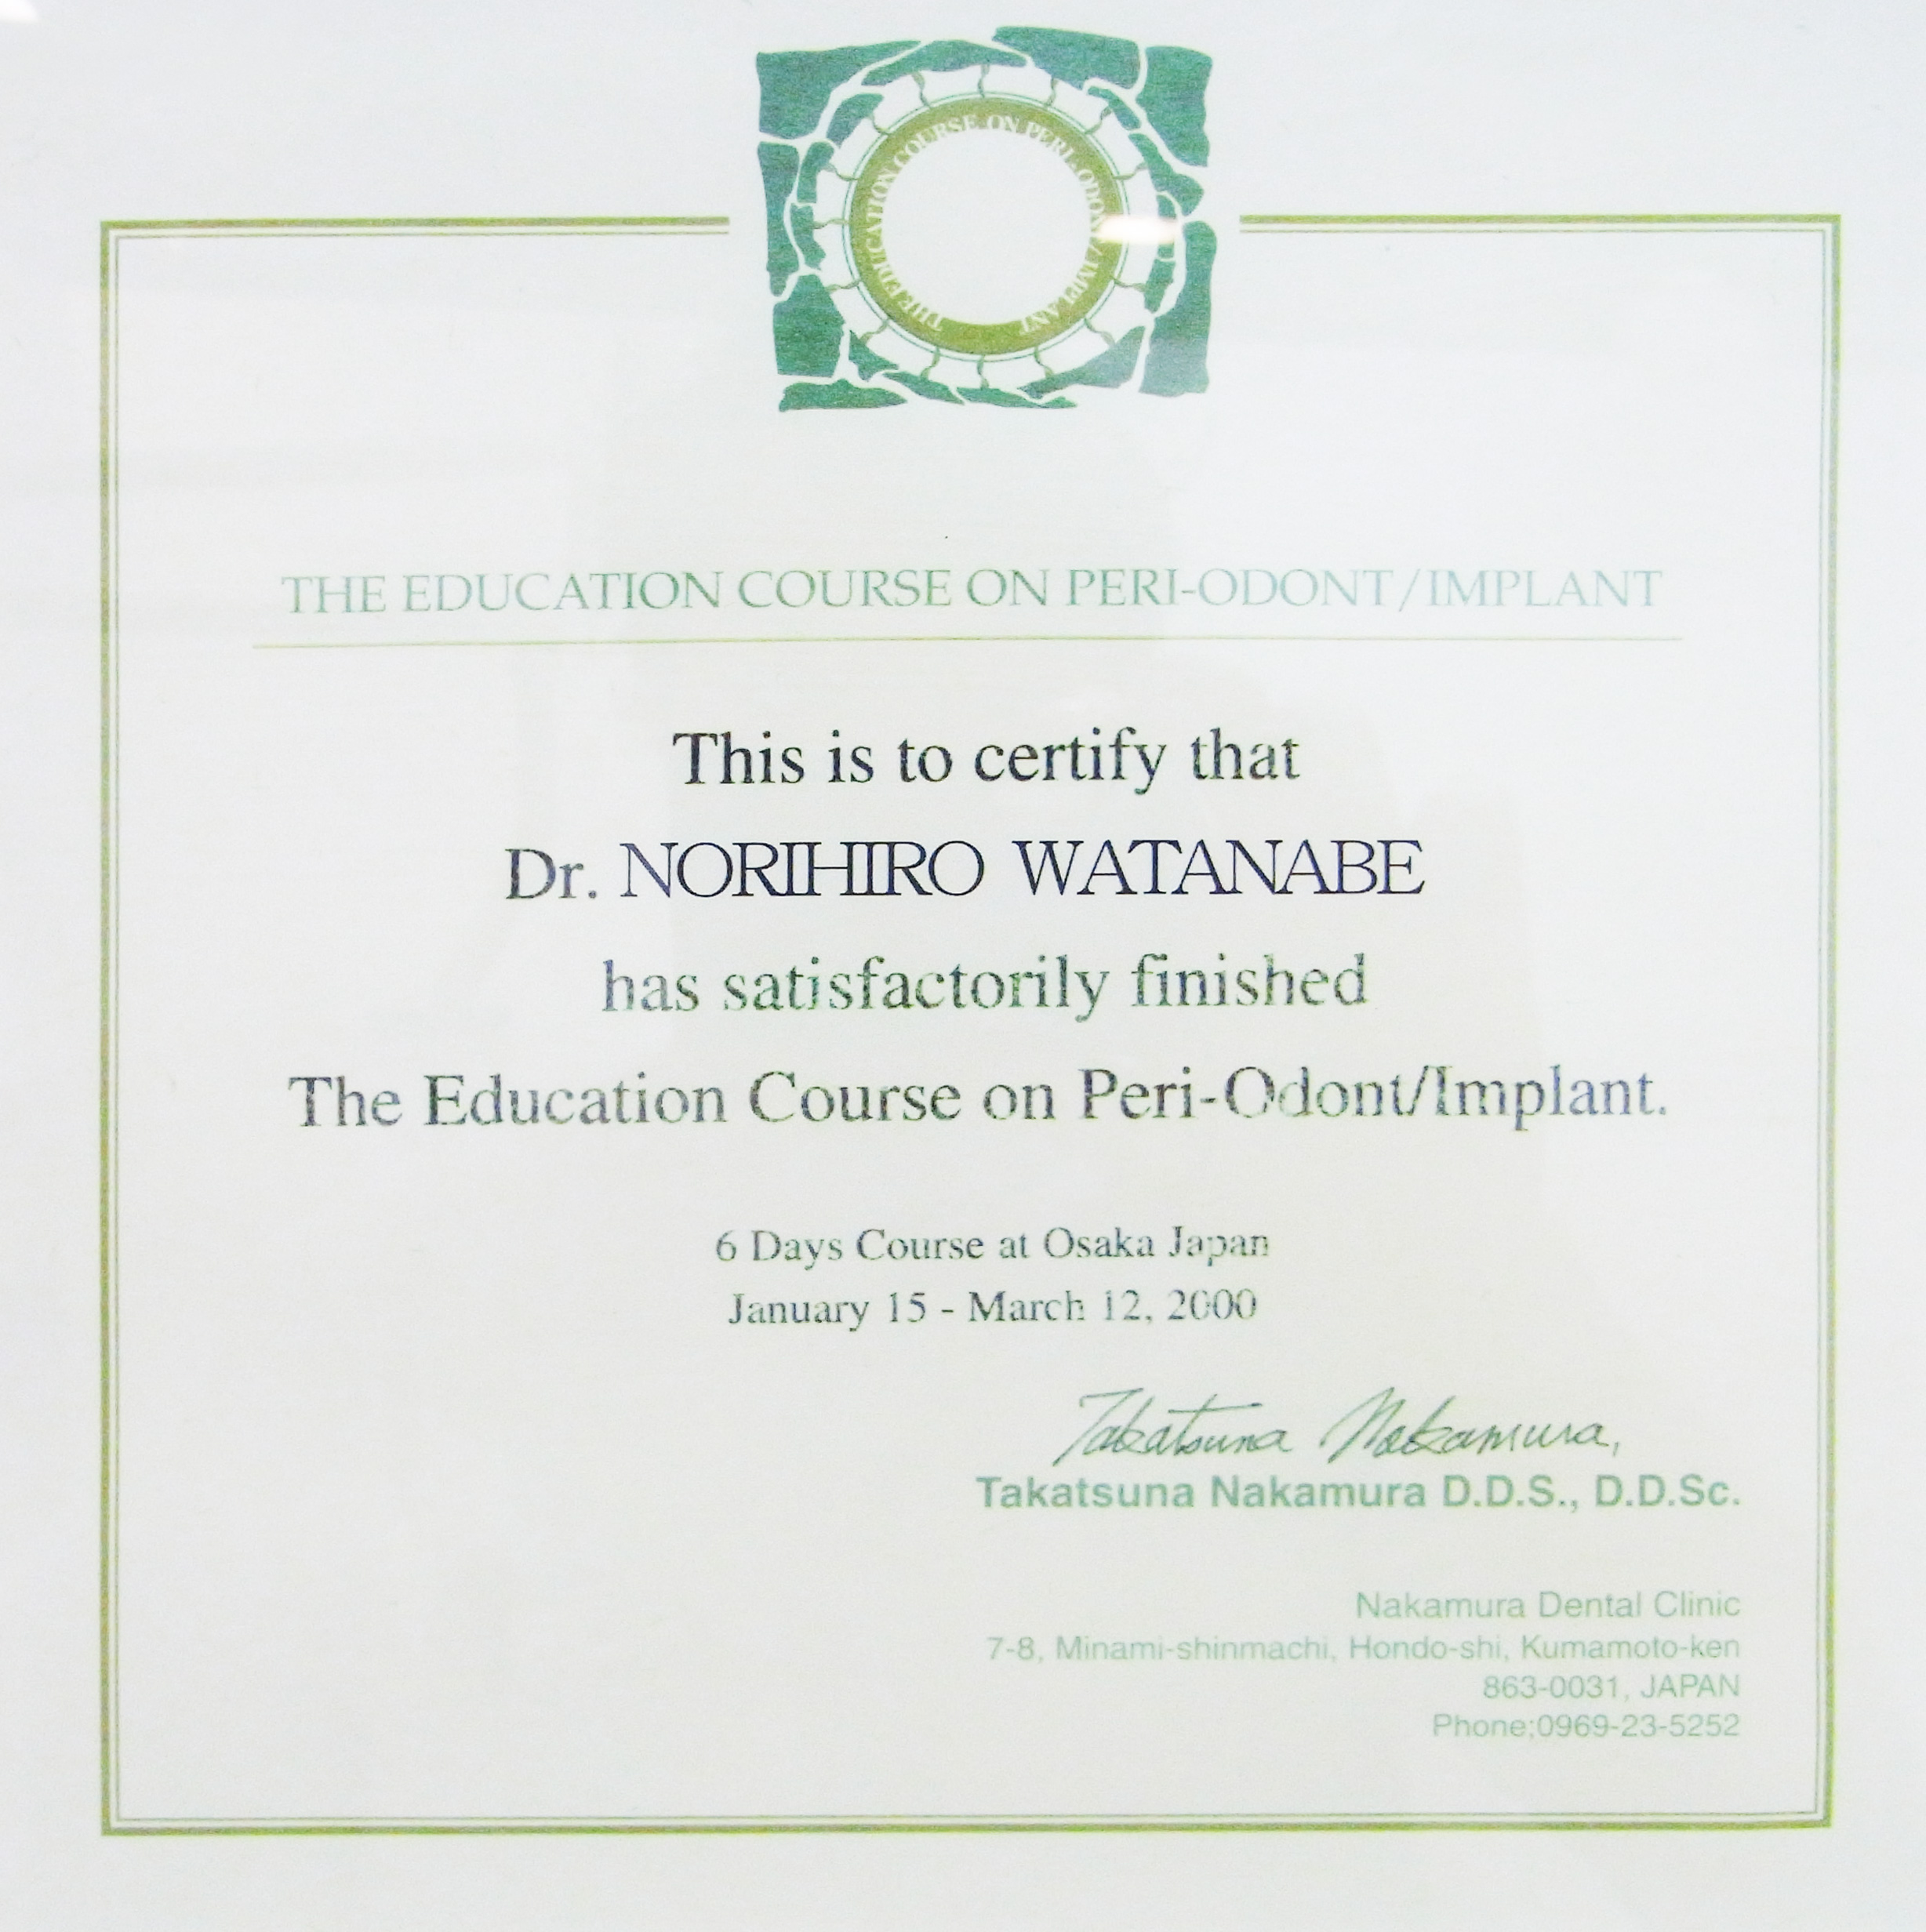 THE EDUCATION COURSE ON PERI-ODONT/IMPLANT
THE EDUCATION COURSE ON PERI-ODONT/IMPLANT
This is to certify that
Dr. NORIHIRO WATANABE
has satisfactorily finished
The Education Course on Peri-Odont/Implant.
6 Days Course at Osaka Japan
January 15 - March 12, 2000
Takatsuna Nakamura,
Takatsuna Nakamura D.D.S., D.D.Sc.
Nakamura Dental Clinic
7-8, Minami-shinmachi, Hondo-shi, Kumamoto-ken
863-0031, JAPAN
Phone;0969-23-5252